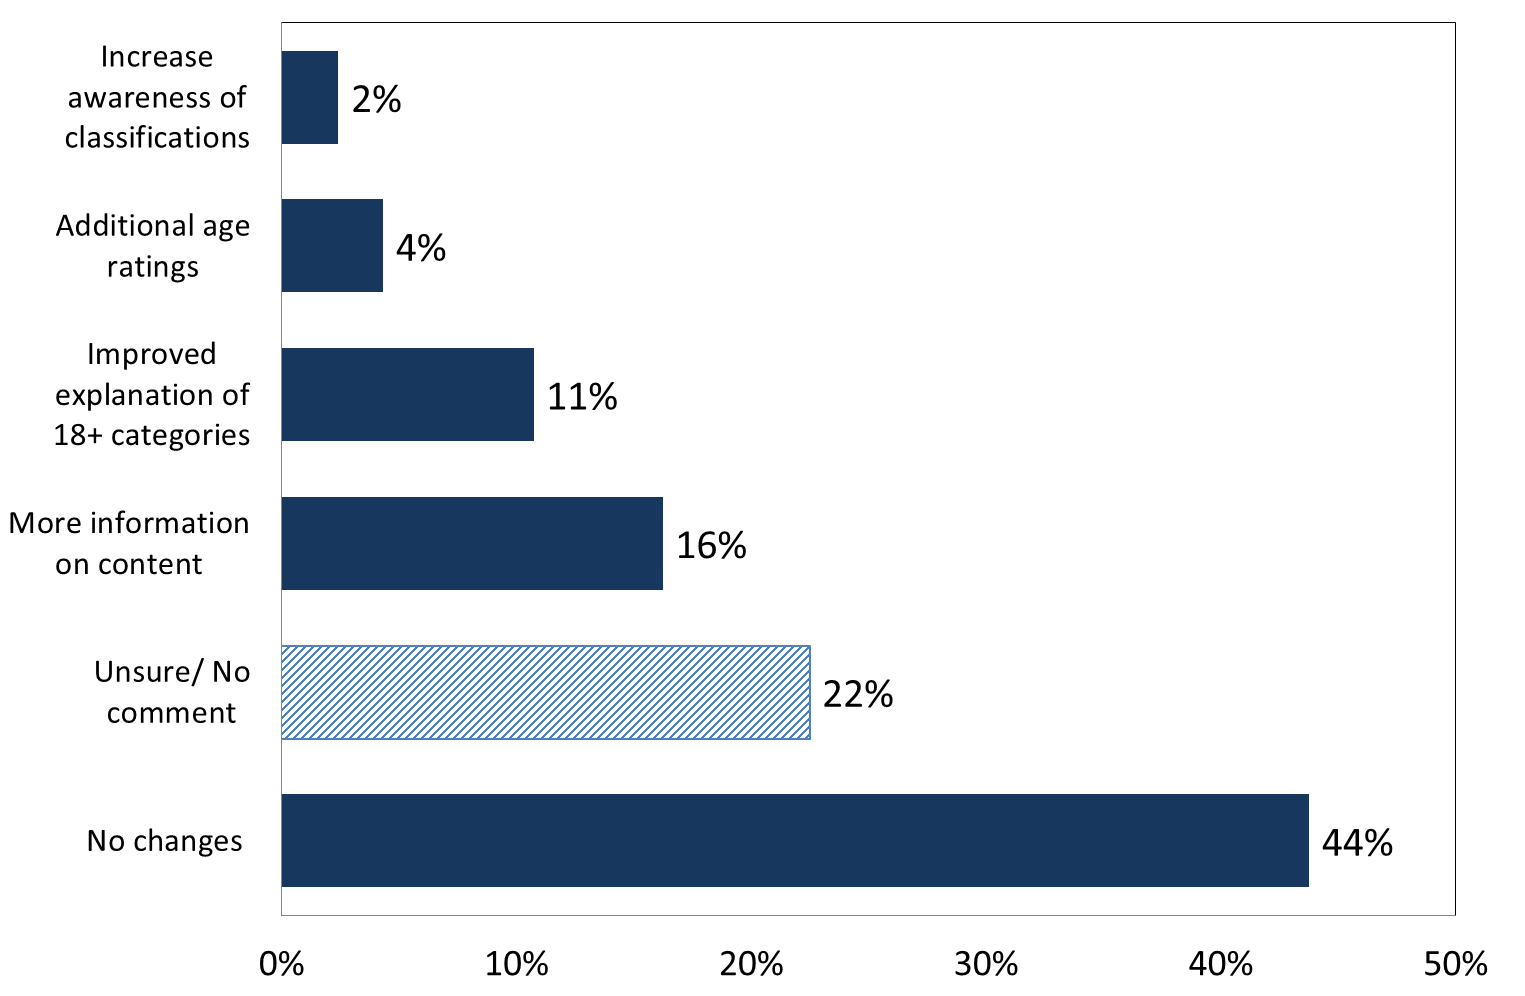 Increase
awareness of
classifications
2%
Additional age
ratings
4%
Improved
explanation of
18+ categories
11%
More information
on content
16%
Unsure/ No
comment
22%
No changes
44%
0% 10% 20% 30% 40% 50%